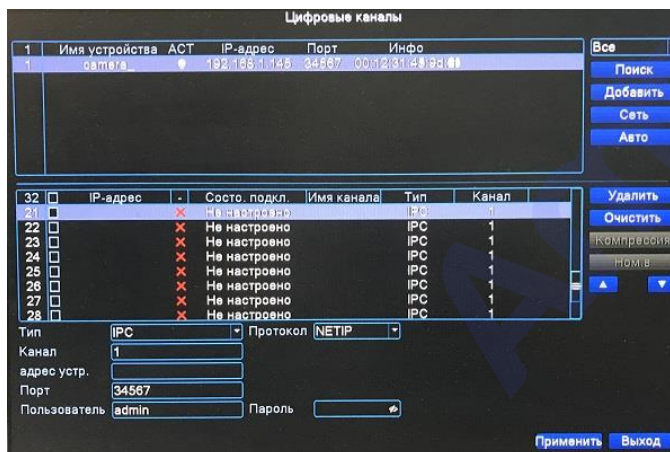 Цифровые каналы
1 Имя устройства АСТ IP-адрес Порт Инфо Все
1 camera_ 192.168.1.145 34567
Поиск
Добавить
Сеть
Авто
32 IP-адрес - Состо. подкл. Имя канала Тип Канал Удалить
21 Не настроено IPC 1
Очистить
22 Не настроено IPC 1
23 Не настроено IPC 1
Компрессия
24 Не настроено IPC 1
25 Не настроено IPC 1
26 Не настроено IPC 1
27 Не настроено IPC 1
28 Не настроено IPC 1
Тип IPC Протокол NETIP
Канал 1
адрес устр.
Порт 34567
Пользователь admin Пароль
Применить Выход